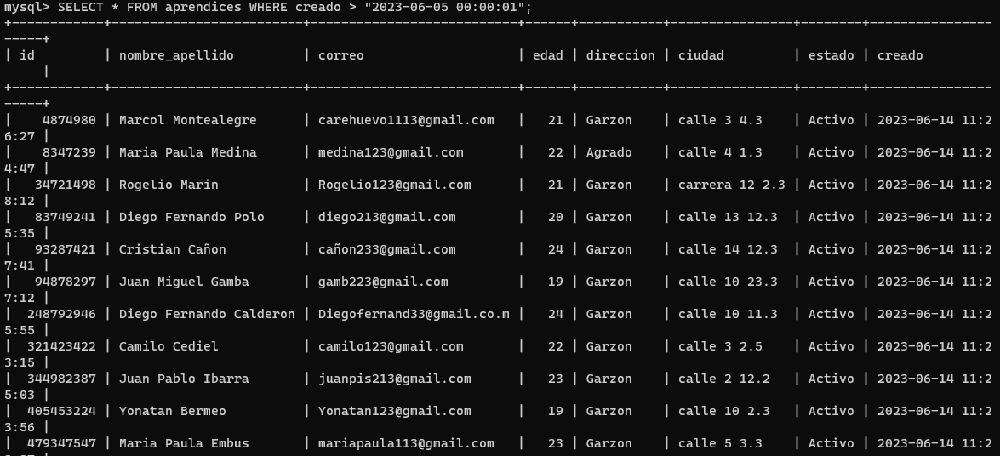 mysql> SELECT * FROM aprendices WHERE creado > "2023-06-05 00:00:01";
+------------+-------------------------+---------------------------+------+-----------+----------------+--------+----------------
-----+
| id         | nombre_apellido         | correo                    | edad | direccion | ciudad         | estado | creado
     |
+------------+-------------------------+---------------------------+------+-----------+----------------+--------+----------------
-----+
|    4874980 | Marcol Montealegre      | carehuevo1113@gmail.com   |   21 | Garzon    | calle 3 4.3    | Activo | 2023-06-14 11:2
6:27 |
|    8347239 | Maria Paula Medina      | medina123@gmail.com       |   22 | Agrado    | calle 4 1.3    | Activo | 2023-06-14 11:2
4:47 |
|   34721498 | Rogelio Marin           | Rogelio123@gmail.com      |   21 | Garzon    | carrera 12 2.3 | Activo | 2023-06-14 11:2
8:12 |
|   83749241 | Diego Fernando Polo     | diego213@gmail.com        |   20 | Garzon    | calle 13 12.3  | Activo | 2023-06-14 11:2
5:35 |
|   93287421 | Cristian Cañon          | cañon233@gmail.com        |   24 | Garzon    | calle 14 12.3  | Activo | 2023-06-14 11:2
7:41 |
|   94878297 | Juan Miguel Gamba       | gamb223@gmail.com         |   19 | Garzon    | calle 10 23.3  | Activo | 2023-06-14 11:2
7:12 |
|  248792946 | Diego Fernando Calderon | Diegofernand33@gmail.co.m |   24 | Garzon    | calle 10 11.3  | Activo | 2023-06-14 11:2
5:55 |
|  321423422 | Camilo Cediel           | camilo123@gmail.com       |   22 | Garzon    | calle 3 2.5    | Activo | 2023-06-14 11:2
3:15 |
|  344982387 | Juan Pablo Ibarra       | juanpis213@gmail.com      |   23 | Garzon    | calle 2 12.2   | Activo | 2023-06-14 11:2
5:03 |
|  405453224 | Yonatan Bermeo          | Yonatan123@gmail.com      |   19 | Garzon    | calle 10 2.3   | Activo | 2023-06-14 11:2
3:56 |
|  479347547 | Maria Paula Embus       | mariapaula113@gmail.com   |   23 | Garzon    | calle 5 3.3    | Activo | 2023-06-14 11:2